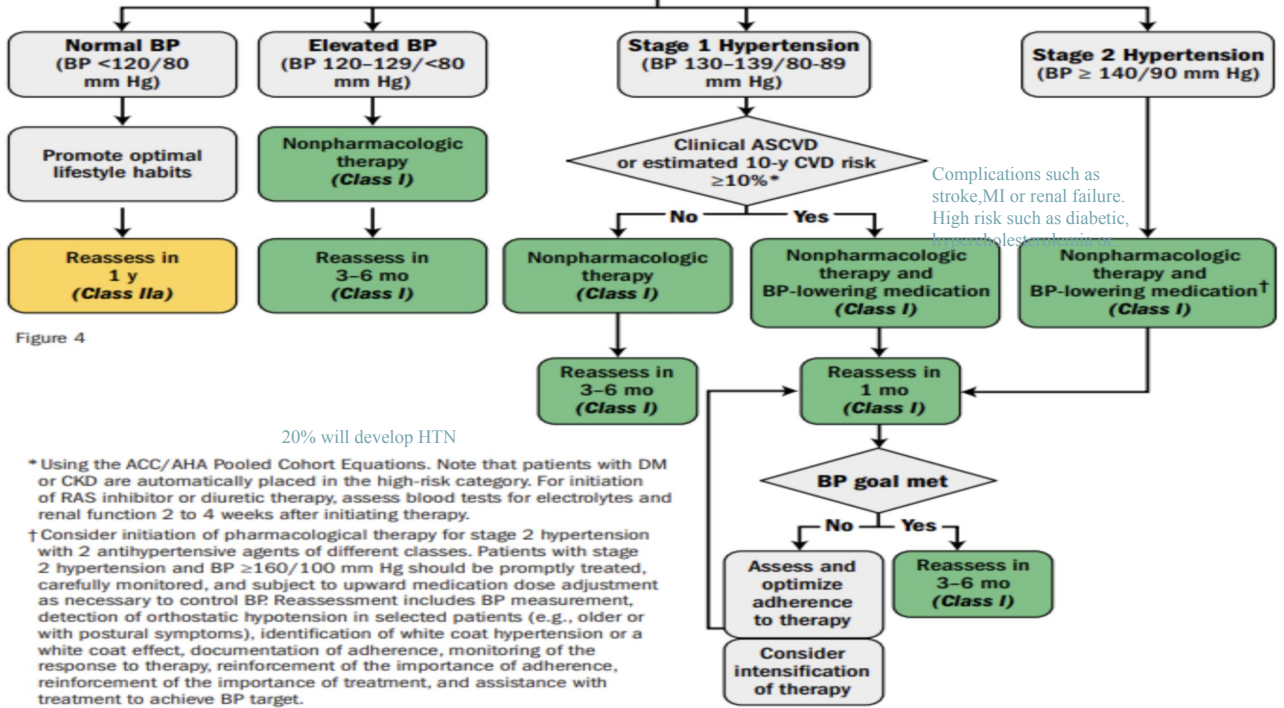 Normal BP
(BP <120/80
mm Hg)
Elevated BP
(BP 120–129/<80
mm Hg)
Stage 1 Hypertension
(BP 130–139/80-89
mm Hg)
Stage 2 Hypertension
(BP ≥ 140/90 mm Hg)
Promote optimal
lifestyle habits
Nonpharmacologic
therapy
(Class I)
Clinical ASCVD
or estimated 10-y CVD risk
≥10%*
Complications such as
stroke,MI or renal failure.
High risk such as diabetic,
hypercholesterolemia or
No
Yes
Reassess in
1 y
(Class IIa)
Reassess in
3–6 mo
(Class I)
Nonpharmacologic
therapy
(Class I)
Nonpharmacologic
therapy and
BP-lowering medication
(Class I)
Nonpharmacologic
therapy and
BP-lowering medication†
(Class I)
Figure 4
Reassess in
3–6 mo
(Class I)
Reassess in
1 mo
(Class I)
20% will develop HTN
BP goal met
No
Yes
Assess and
optimize
adherence
to therapy
Reassess in
3–6 mo
(Class I)
Consider
intensification
of therapy
* Using the ACC/AHA Pooled Cohort Equations. Note that patients with DM
or CKD are automatically placed in the high-risk category. For initiation
of RAS inhibitor or diuretic therapy, assess blood tests for electrolytes and
renal function 2 to 4 weeks after initiating therapy.
† Consider initiation of pharmacological therapy for stage 2 hypertension
with 2 antihypertensive agents of different classes. Patients with stage
2 hypertension and BP ≥160/100 mm Hg should be promptly treated,
carefully monitored, and subject to upward medication dose adjustment
as necessary to control BP. Reassessment includes BP measurement,
detection of orthostatic hypotension in selected patients (e.g., older or
with postural symptoms), identification of white coat hypertension or a
white coat effect, documentation of adherence, monitoring of the
response to therapy, reinforcement of the importance of adherence,
reinforcement of the importance of treatment, and assistance with
treatment to achieve BP target.